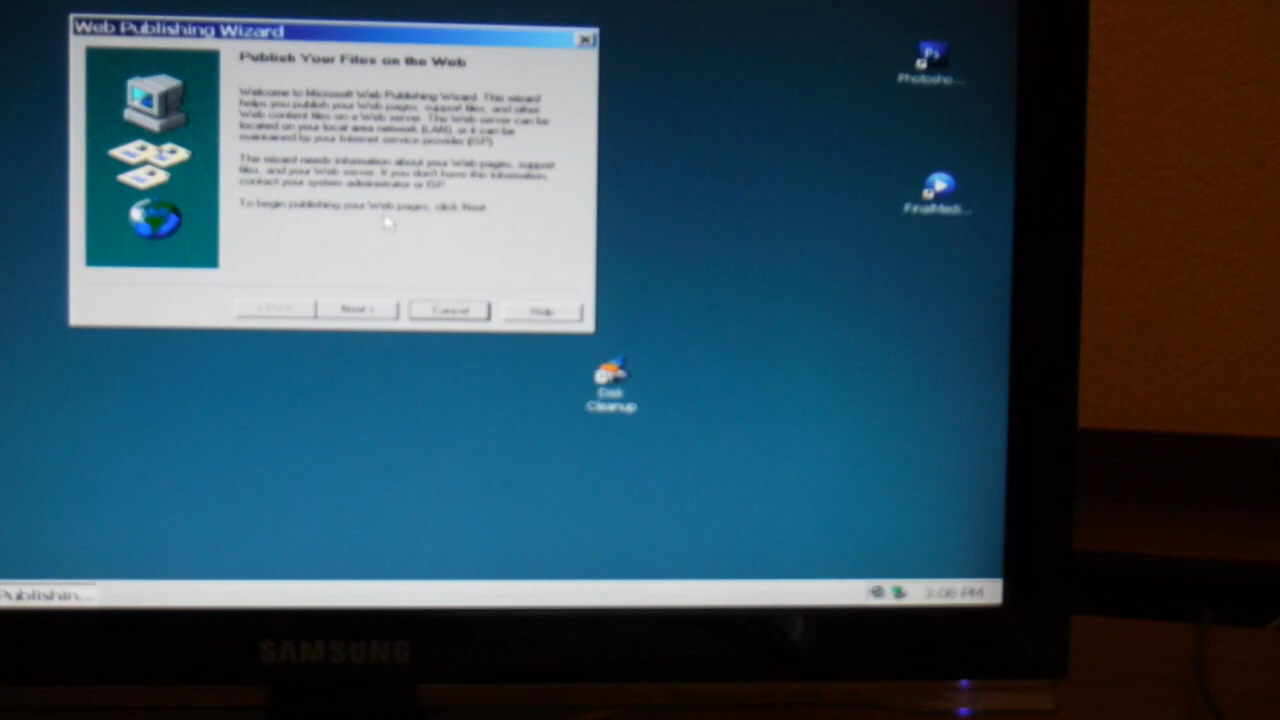 Web Publishing Wizard
Publish Your Files on the Web
Welcome to Microsoft Web Publishing Wizard. This wizard
helps you publish your Web pages, support files, and other
Web content files on a Web server. The Web server can be
located on your local area network (LAN), or it can be
maintained by your Internet service provider (ISP).
The wizard needs information about your Web pages, support
files, and your Web server. If you don't have this information,
contact your system administrator or ISP.
To begin publishing your Web pages, click Next.
< Back
Next >
Cancel
Help
Photosho...
FinalMedi...
Disk
Cleanup
Publishin...
3:06 PM
SAMSUNG